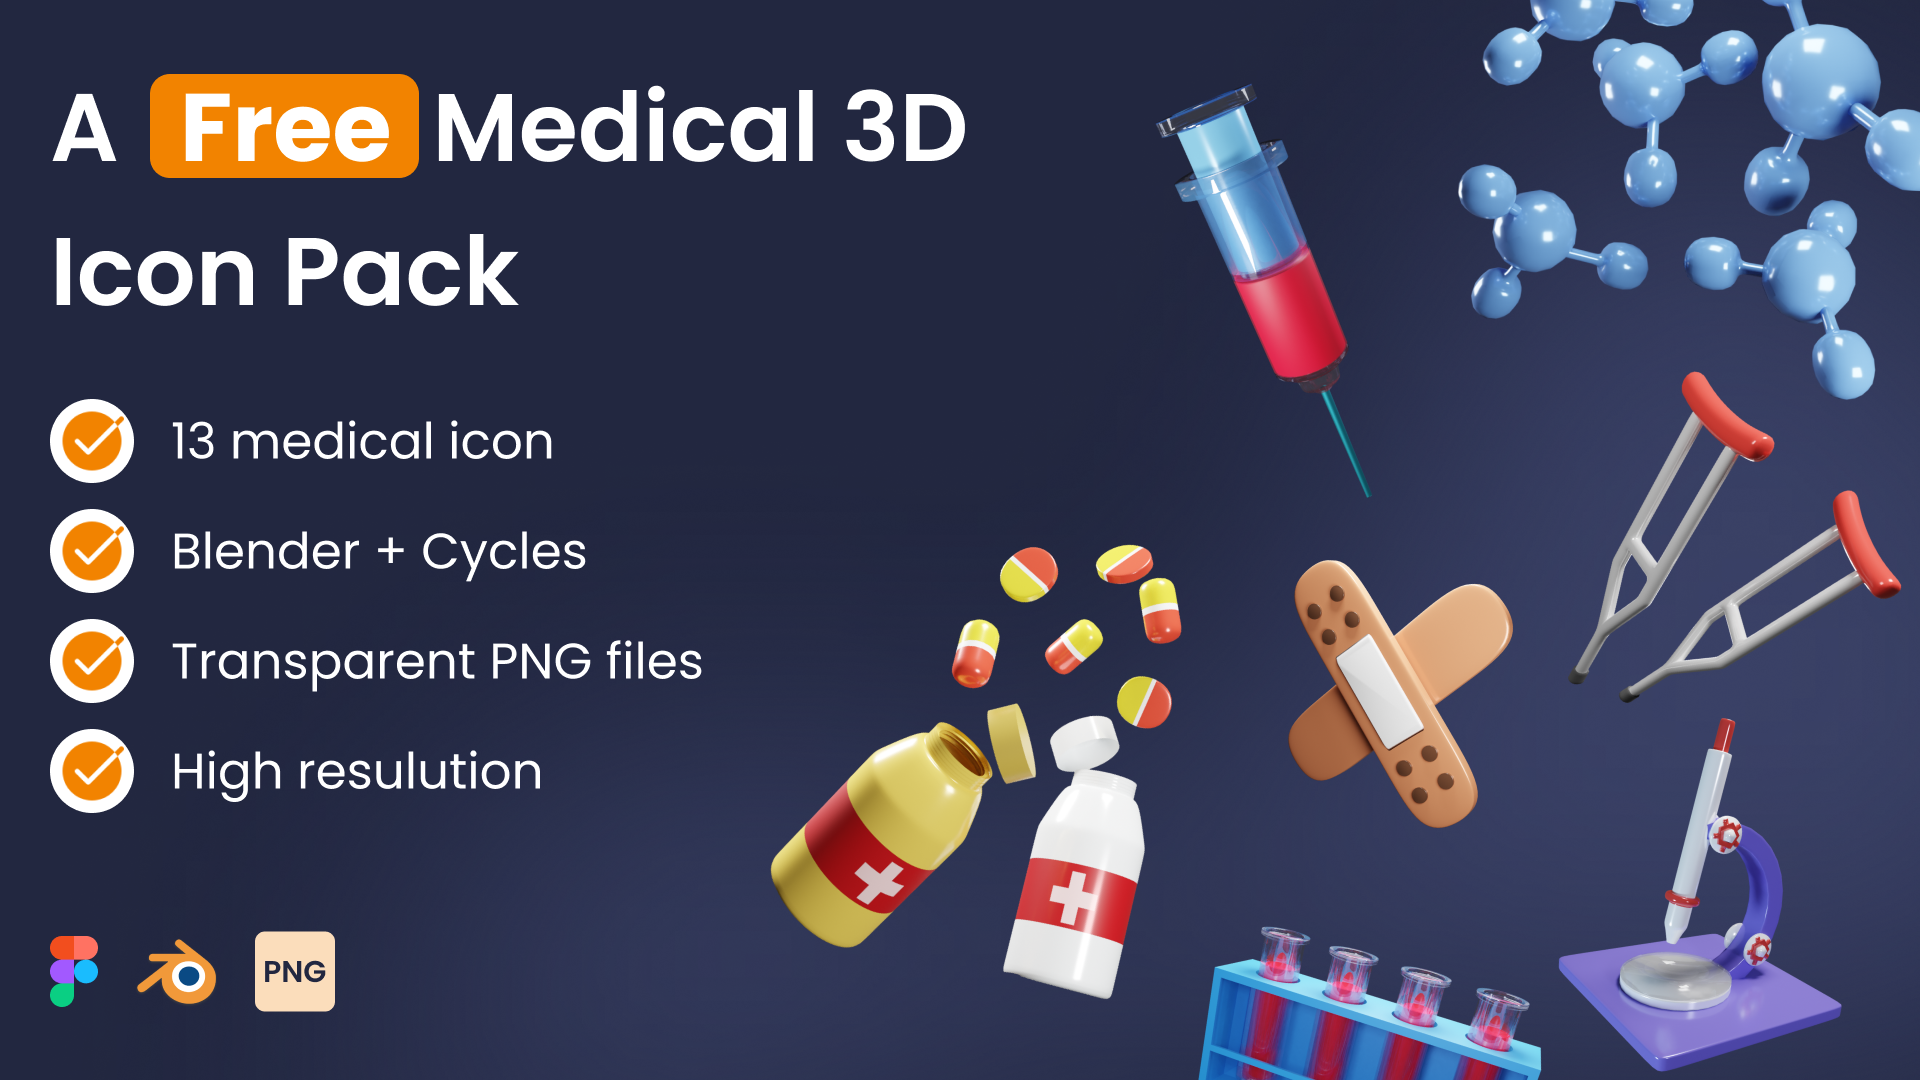 A Free Medical 3D
Icon Pack
13 medical icon
Blender + Cycles
Transparent PNG files
High resulution
PNG